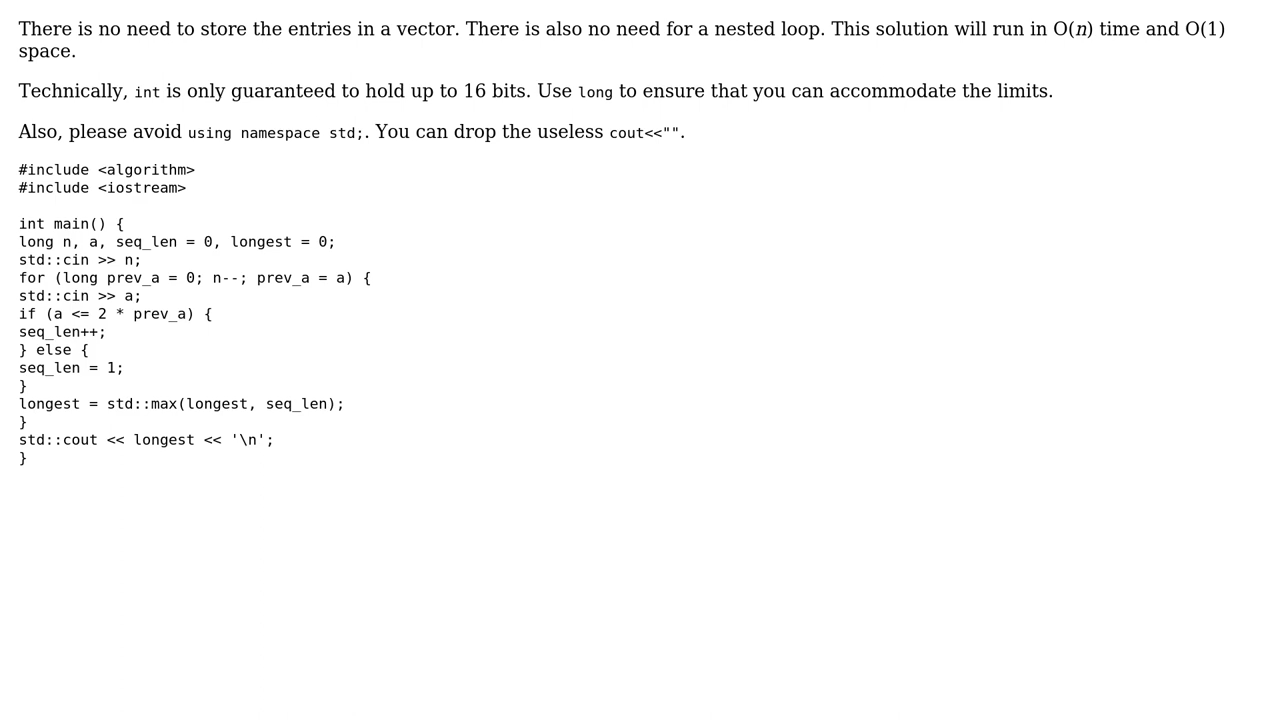 There is no need to store the entries in a vector. There is also no need for a nested loop. This solution will run in O(n) time and O(1)
space.
Technically, int is only guaranteed to hold up to 16 bits. Use long to ensure that you can accommodate the limits.
Also, please avoid using namespace std;. You can drop the useless cout<<"".
#include <algorithm>
#include <iostream>
int main() {
long n, a, seq_len = 0, longest = 0;
std::cin >> n;
for (long prev_a = 0; n--; prev_a = a) {
std::cin >> a;
if (a <= 2 * prev_a) {
seq_len++;
} else {
seq_len = 1;
}
longest = std::max(longest, seq_len);
}
std::cout << longest << '\n';
}